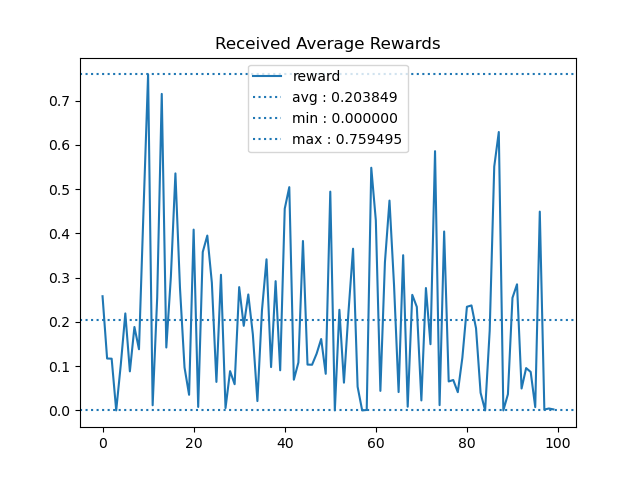 Received Average Rewards
reward
avg : 0.203849
min : 0.000000
max : 0.759495
0.7
0.6
0.5
0.4
0.3
0.2
0.1
0.0
0 20 40 60 80 100